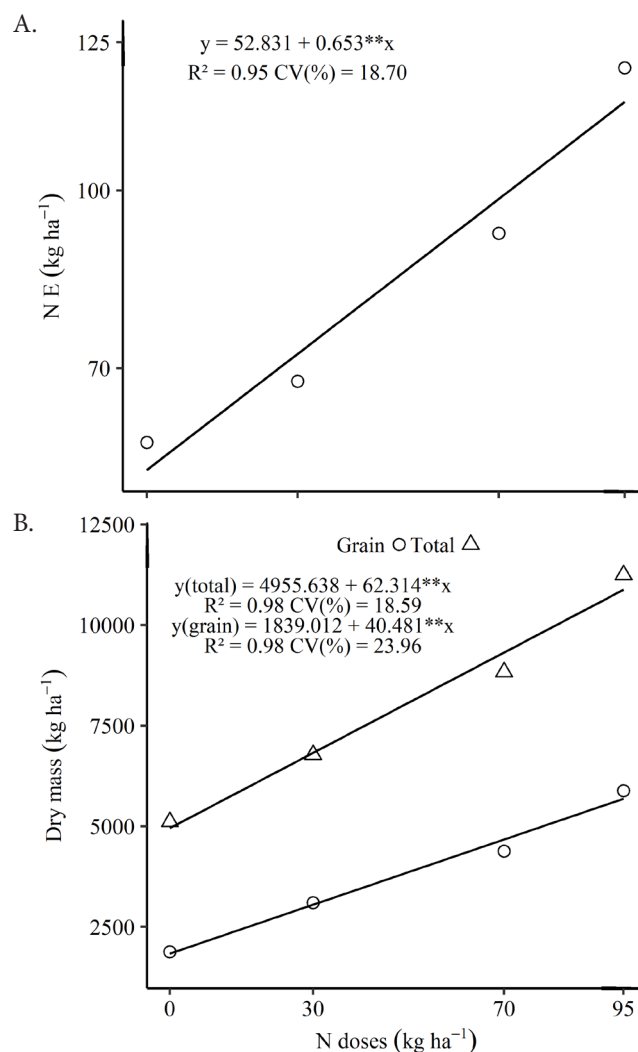 A.
125
y = 52.831 + 0.653**x
R² = 0.95 CV(%) = 18.70
100
N E (kg ha⁻¹)
70
B.
12500
Grain ○ Total △
y(total) = 4955.638 + 62.314**x
R² = 0.98 CV(%) = 18.59
10000
y(grain) = 1839.012 + 40.481**x
R² = 0.98 CV(%) = 23.96
7500
Dry mass (kg ha⁻¹)
5000
2500
0 30 70 95
N doses (kg ha⁻¹)